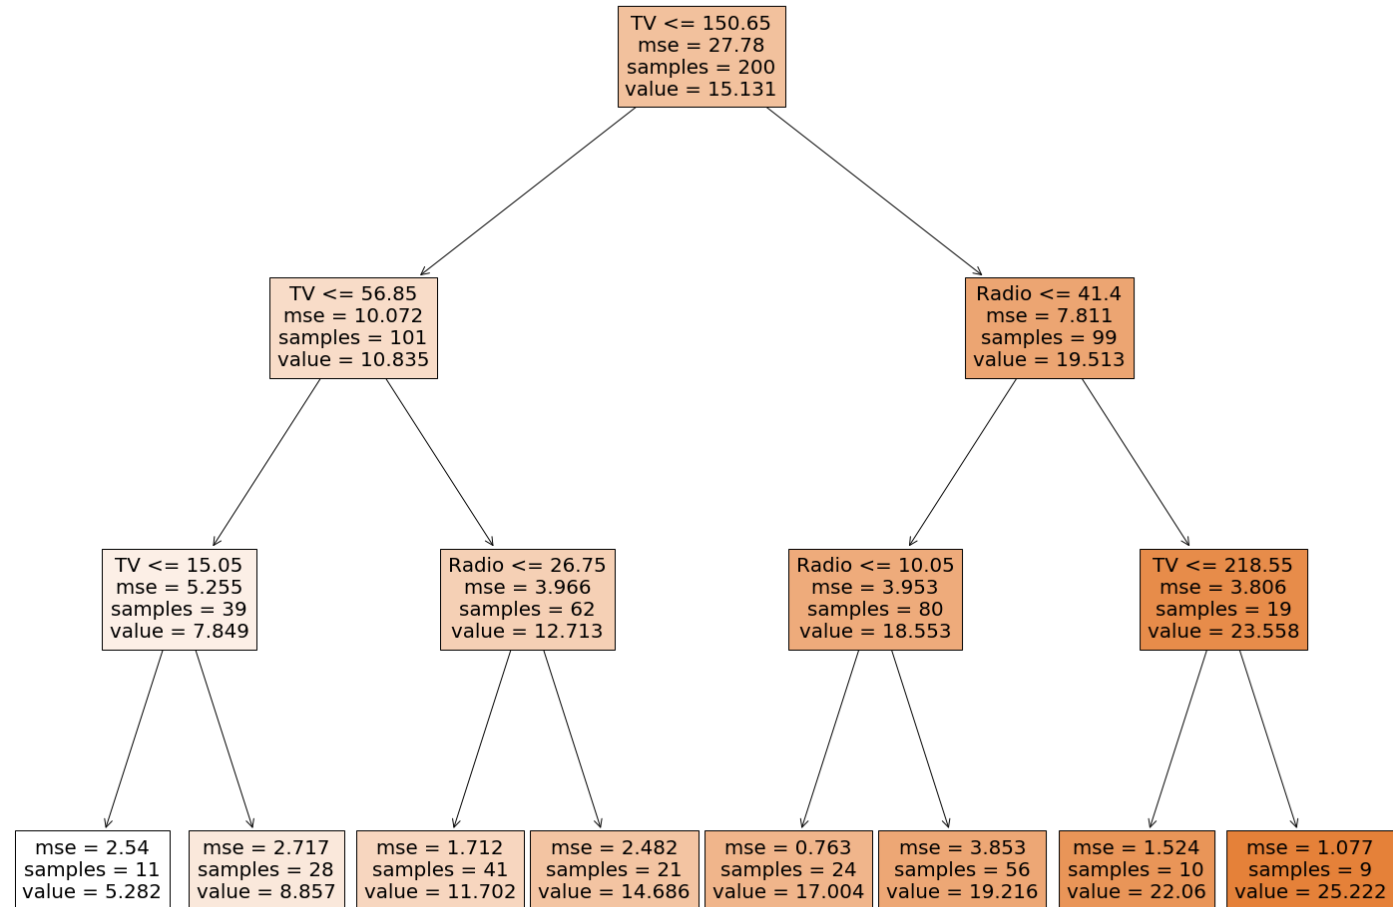 TV <= 150.65
mse = 27.78
samples = 200
value = 15.131
TV <= 56.85
mse = 10.072
samples = 101
value = 10.835
Radio <= 41.4
mse = 7.811
samples = 99
value = 19.513
TV <= 15.05
mse = 5.255
samples = 39
value = 7.849
Radio <= 26.75
mse = 3.966
samples = 62
value = 12.713
Radio <= 10.05
mse = 3.953
samples = 80
value = 18.553
TV <= 218.55
mse = 3.806
samples = 19
value = 23.558
mse = 2.54
samples = 11
value = 5.282
mse = 2.717
samples = 28
value = 8.857
mse = 1.712
samples = 41
value = 11.702
mse = 2.482
samples = 21
value = 14.686
mse = 0.763
samples = 24
value = 17.004
mse = 3.853
samples = 56
value = 19.216
mse = 1.524
samples = 10
value = 22.06
mse = 1.077
samples = 9
value = 25.222